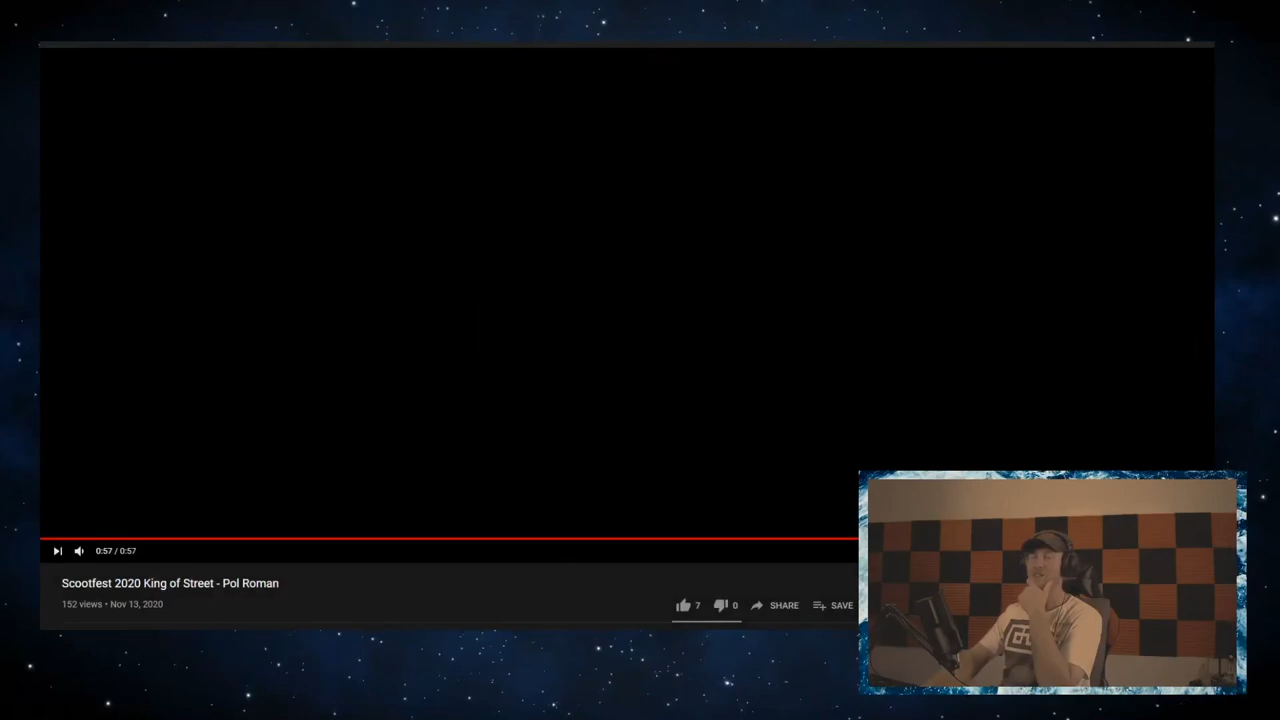 0:57 / 0:57
Scootfest 2020 King of Street - Pol Roman
152 views • Nov 13, 2020
7
0
SHARE
SAVE